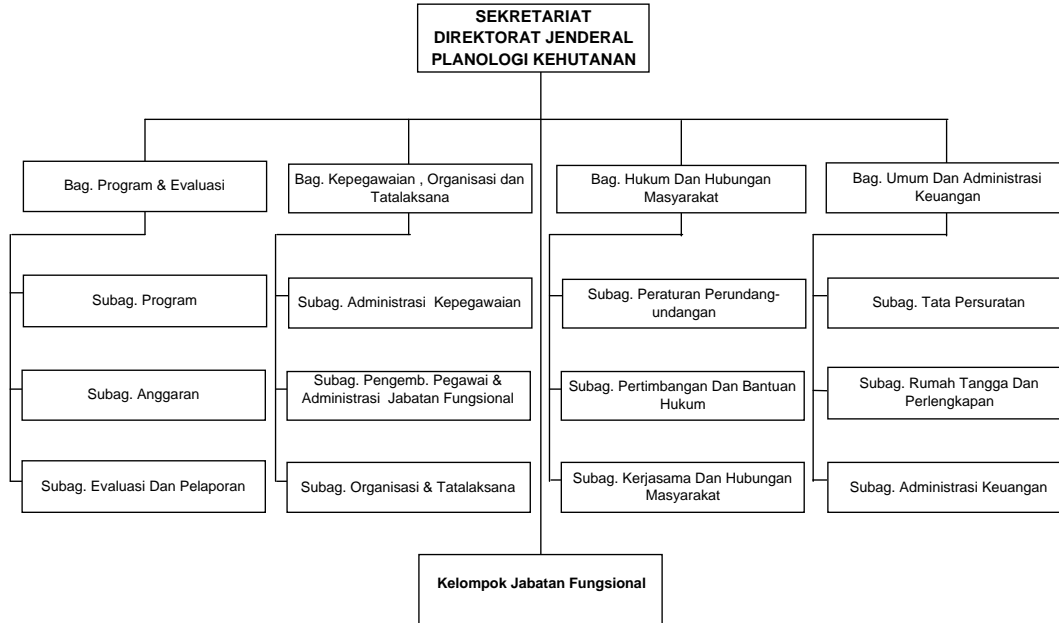 SEKRETARIAT
DIREKTORAT JENDERAL
PLANOLOGI KEHUTANAN
Bag. Program & Evaluasi
Bag. Kepegawaian , Organisasi dan
Tatalaksana
Bag. Hukum Dan Hubungan
Masyarakat
Bag. Umum Dan Administrasi
Keuangan
Subag. Program
Subag. Administrasi Kepegawaian
Subag. Peraturan Perundang-
undangan
Subag. Tata Persuratan
Subag. Anggaran
Subag. Pengemb. Pegawai &
Administrasi Jabatan Fungsional
Subag. Pertimbangan Dan Bantuan
Hukum
Subag. Rumah Tangga Dan
Perlengkapan
Subag. Evaluasi Dan Pelaporan
Subag. Organisasi & Tatalaksana
Subag. Kerjasama Dan Hubungan
Masyarakat
Subag. Administrasi Keuangan
Kelompok Jabatan Fungsional